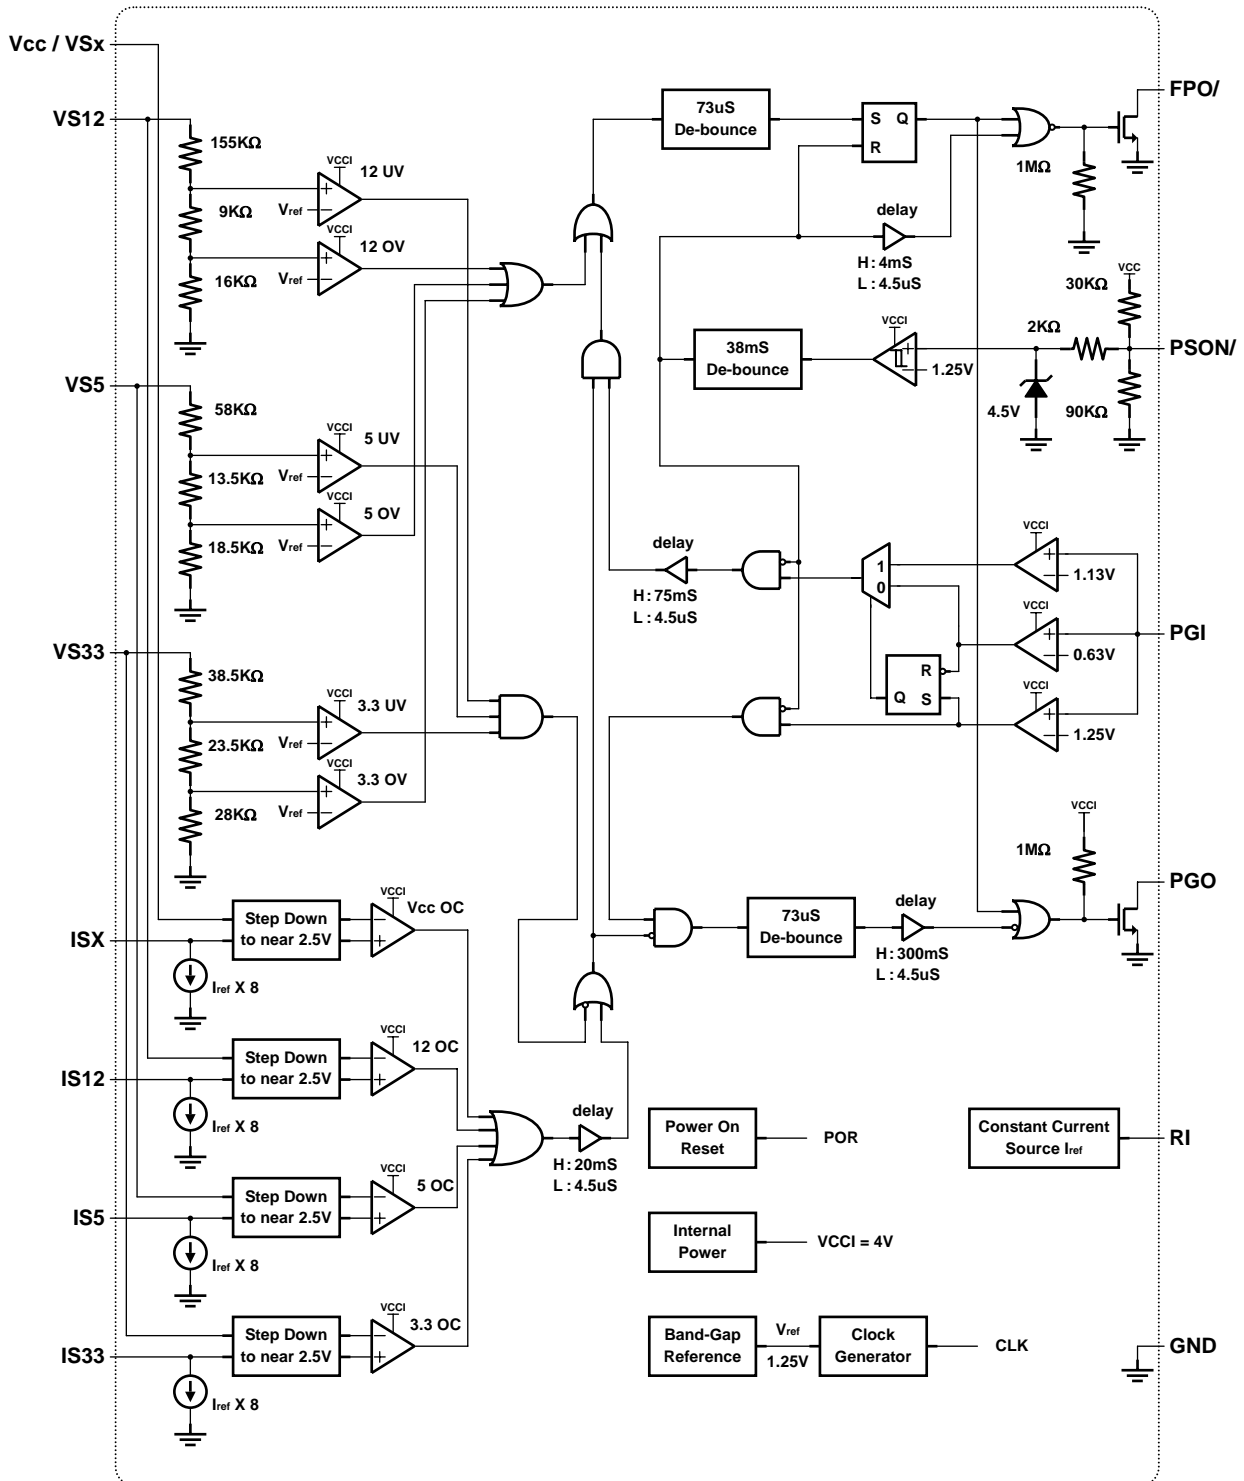 Vcc / VSx
FPO/
VS12
155KΩ
VCCI
12 UV
Vref
9KΩ
VCCI
12 OV
Vref
16KΩ
73uS
De-bounce
S Q
R
1MΩ
delay
H : 4mS
L : 4.5uS
VCC
30KΩ
2KΩ
PSON/
38mS
De-bounce
VCCI
1.25V
4.5V
90KΩ
VS5
58KΩ
VCCI
5 UV
Vref
13.5KΩ
VCCI
5 OV
Vref
18.5KΩ
delay
H : 75mS
L : 4.5uS
1
0
VCCI
1.13V
VCCI
0.63V
PGI
R
Q S
VCCI
1.25V
VS33
38.5KΩ
VCCI
3.3 UV
Vref
23.5KΩ
VCCI
3.3 OV
Vref
28KΩ
VCCI
1MΩ
PGO
Step Down
to near 2.5V
VCCI
Vcc OC
ISX
Iref X 8
73uS
De-bounce
delay
H : 300mS
L : 4.5uS
Step Down
to near 2.5V
VCCI
12 OC
IS12
Iref X 8
delay
H : 20mS
L : 4.5uS
Power On
Reset
POR
Constant Current
Source Iref
RI
Step Down
to near 2.5V
VCCI
5 OC
IS5
Iref X 8
Internal
Power
VCCI = 4V
Step Down
to near 2.5V
VCCI
3.3 OC
IS33
Iref X 8
Band-Gap
Reference
Vref
1.25V
Clock
Generator
CLK
GND